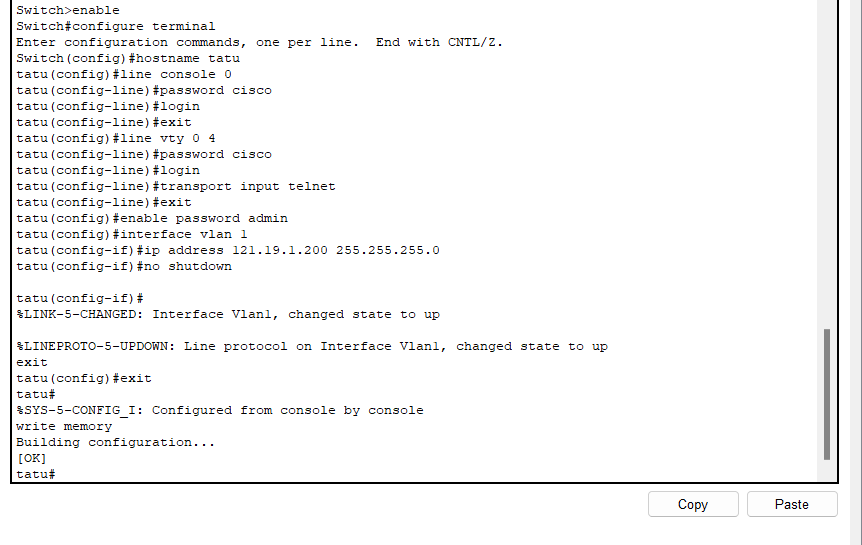 Switch>enable
Switch#configure terminal
Enter configuration commands, one per line.  End with CNTL/Z.
Switch(config)#hostname tatu
tatu(config)#line console 0
tatu(config-line)#password cisco
tatu(config-line)#login
tatu(config-line)#exit
tatu(config)#line vty 0 4
tatu(config-line)#password cisco
tatu(config-line)#login
tatu(config-line)#transport input telnet
tatu(config-line)#exit
tatu(config)#enable password admin
tatu(config)#interface vlan 1
tatu(config-if)#ip address 121.19.1.200 255.255.255.0
tatu(config-if)#no shutdown
tatu(config-if)#
%LINK-5-CHANGED: Interface Vlan1, changed state to up
%LINEPROTO-5-UPDOWN: Line protocol on Interface Vlan1, changed state to up
exit
tatu(config)#exit
tatu#
%SYS-5-CONFIG_I: Configured from console by console
write memory
Building configuration...
[OK]
tatu#
Copy Paste